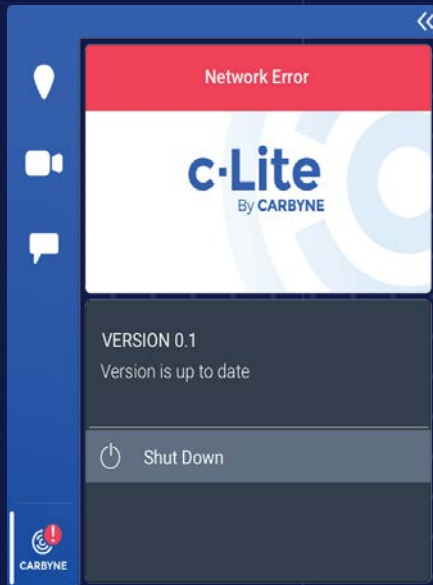 Network Error
c·Lite
By CARBYNE
VERSION 0.1
Version is up to date
Shut Down
CARBYNE